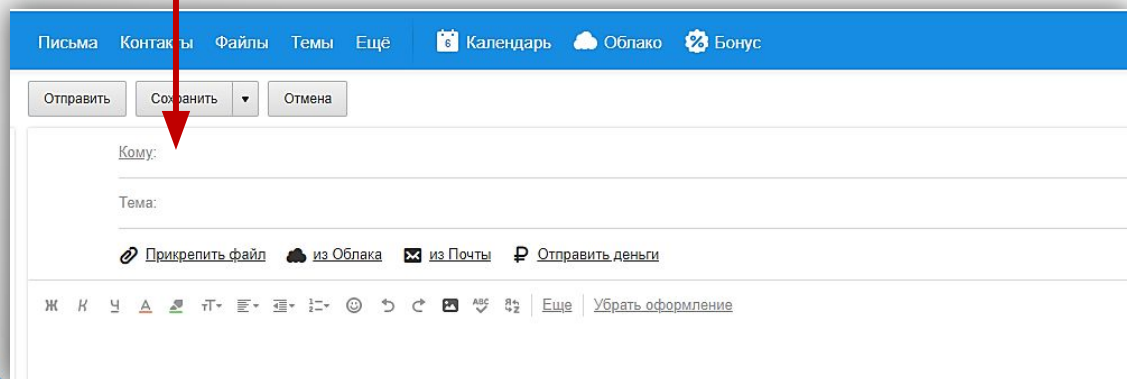 Письма Контакты Файлы Темы Ещё 6 Календарь Облако % Бонус
Отправить Сохранить Отмена
Кому:
Тема:
Прикрепить файл из Облака из Почты ₽ Отправить деньги
Ж К Ч А тТ ABC Еще Убрать оформление